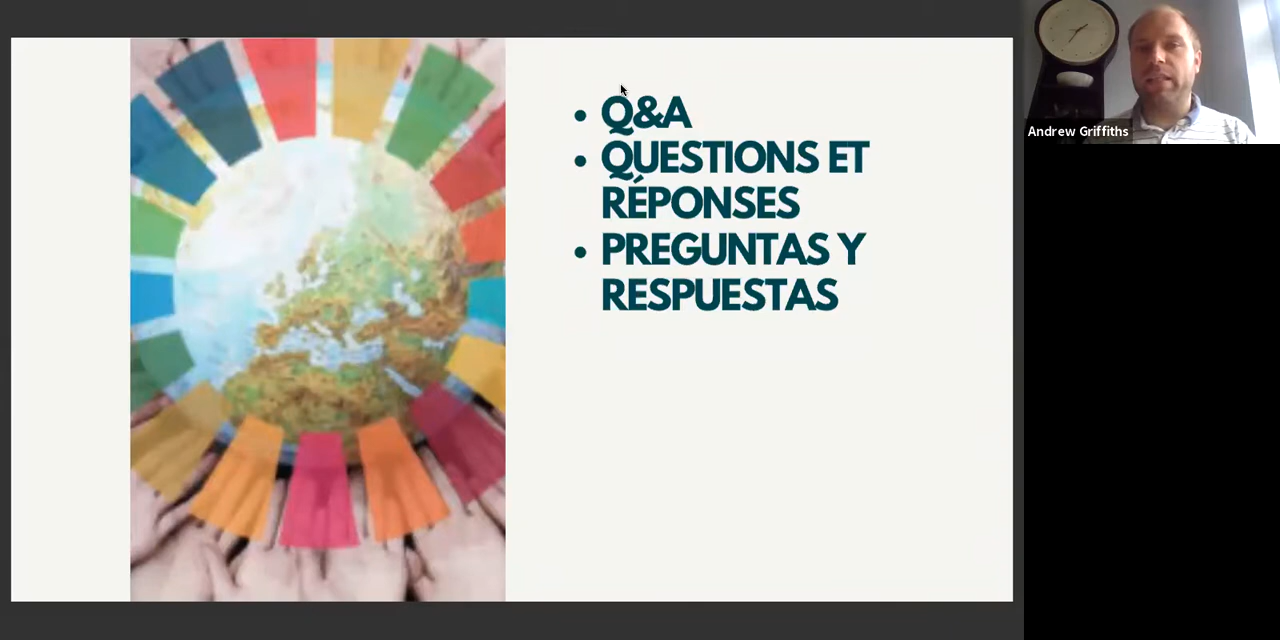 Q&A
QUESTIONS ET
RÉPONSES
PREGUNTAS Y
RESPUESTAS
Andrew Griffiths